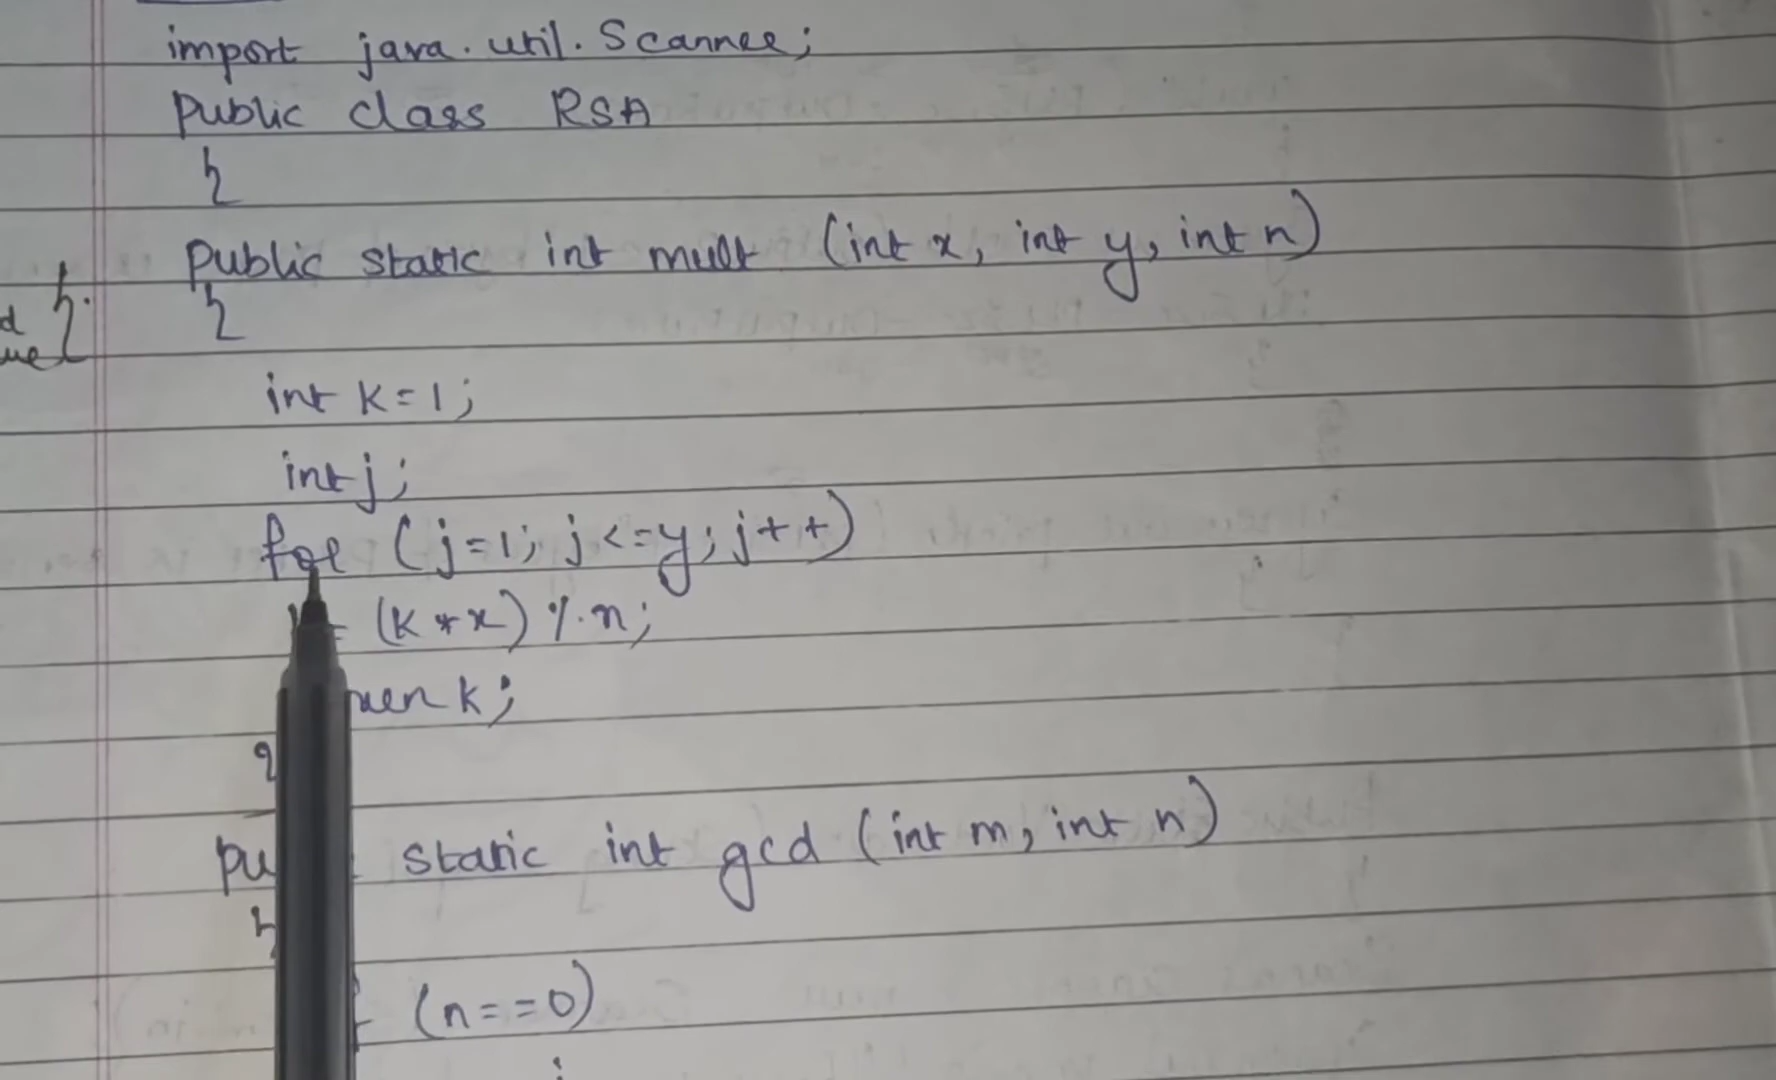 import java.util.Scanner;
public class RSA
{
public static int mult (int x, int y, int n)
{
int k=1;
int j;
for (j=1; j<=y; j++)
= (k*x) % n;
k;
}
static int gcd (int m, int n)
{
(n==0)